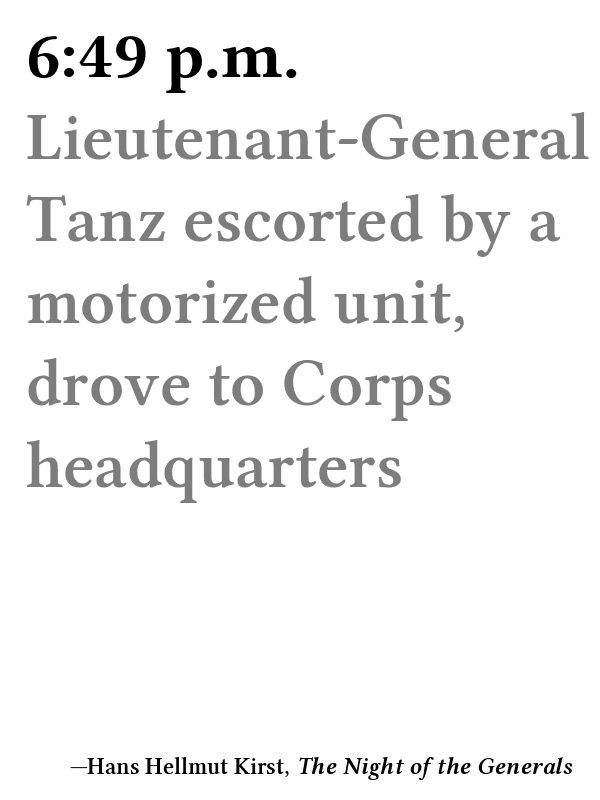 6:49 p.m.
Lieutenant-General
Tanz escorted by a
motorized unit,
drove to Corps
headquarters
—Hans Hellmut Kirst, The Night of the Generals